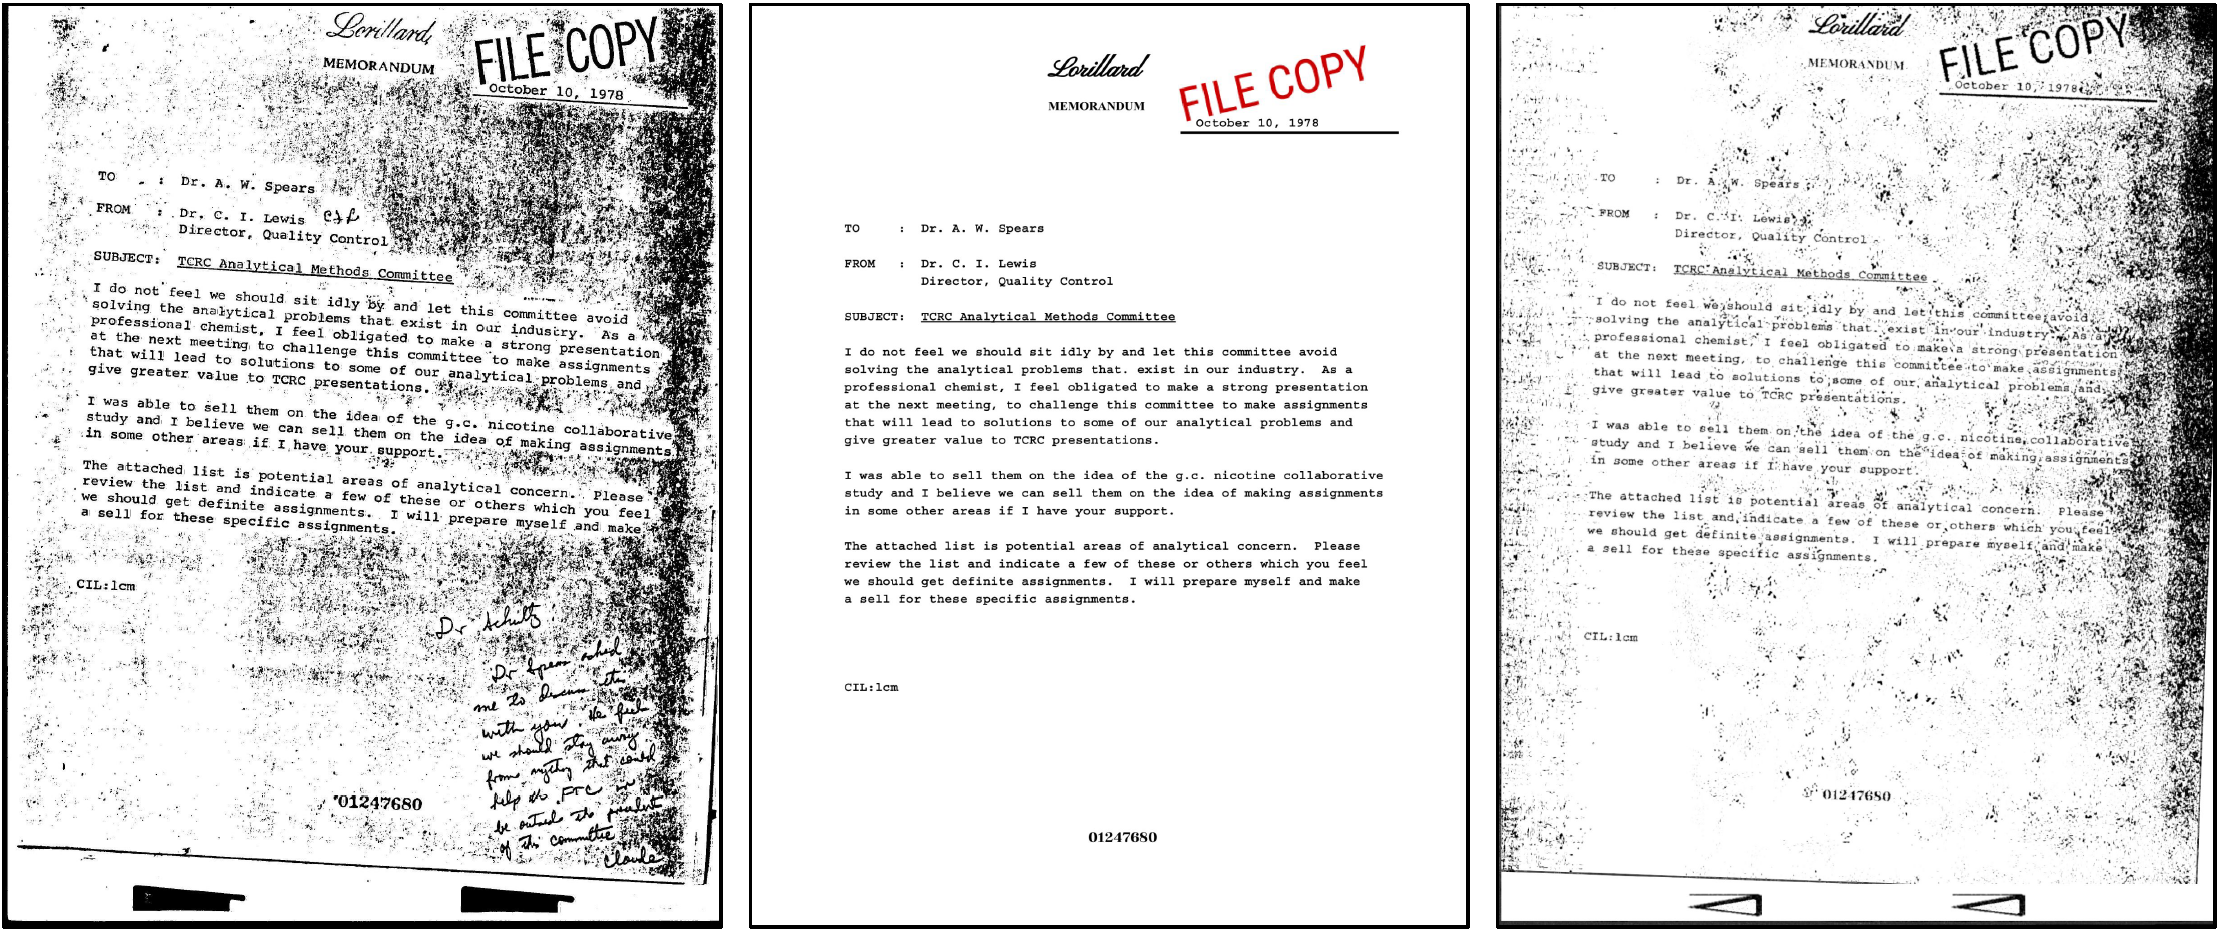 Lorillard
MEMORANDUM
FILE COPY
October 10, 1978
TO : Dr. A. W. Spears
FROM : Dr. C. I. Lewis CIL
Director, Quality Control
SUBJECT: TCRC Analytical Methods Committee
I do not feel we should sit idly by and let this committee avoid
solving the analytical problems that exist in our industry. As a
professional chemist, I feel obligated to make a strong presentation
at the next meeting to challenge this committee to make assignments
that will lead to solutions to some of our analytical problems and
give greater value to TCRC presentations.
I was able to sell them on the idea of the g.c. nicotine collaborative
study and I believe we can sell them on the idea of making assignments
in some other areas if I have your support.
The attached list is potential areas of analytical concern. Please
review the list and indicate a few of these or others which you feel
we should get definite assignments. I will prepare myself and make
a sell for these specific assignments.
CIL:lcm
Dr Schultz
Dr Spears asked
me to discuss this
with you. He feels
we should stay away
from anything that could
help the FTC or
be outside the
of this committee
Claude
01247680
Lorillard
MEMORANDUM
FILE COPY
October 10, 1978
TO : Dr. A. W. Spears
FROM : Dr. C. I. Lewis
Director, Quality Control
SUBJECT: TCRC Analytical Methods Committee
I do not feel we should sit idly by and let this committee avoid
solving the analytical problems that. exist in our industry. As a
professional chemist, I feel obligated to make a strong presentation
at the next meeting, to challenge this committee to make assignments
that will lead to solutions to some of our analytical problems and
give greater value to TCRC presentations.
I was able to sell them on the idea of the g.c. nicotine collaborative
study and I believe we can sell them on the idea of making assignments
in some other areas if I have your support.
The attached list is potential areas of analytical concern. Please
review the list and indicate a few of these or others which you feel
we should get definite assignments. I will prepare myself and make
a sell for these specific assignments.
CIL:lcm
01247680
Lorillard
MEMORANDUM
FILE COPY
October 10, 1978
TO : Dr. A. W. Spears
FROM : Dr. C. I. Lewis
Director, Quality Control
SUBJECT: TCRC Analytical Methods Committee
I do not feel we should sit idly by and let this committee avoid
solving the analytical problems that. exist in our industry. As a
professional chemist, I feel obligated to make a strong presentation
at the next meeting, to challenge this committee to make assignments
that will lead to solutions to some of our analytical problems and
give greater value to TCRC presentations.
I was able to sell them on the idea of the g.c. nicotine collaborative
study and I believe we can sell them on the idea of making assignments
in some other areas if I have your support.
The attached list is potential areas of analytical concern. Please
review the list and indicate a few of these or others which you feel
we should get definite assignments. I will prepare myself and make
a sell for these specific assignments.
CIL:lcm
01247680